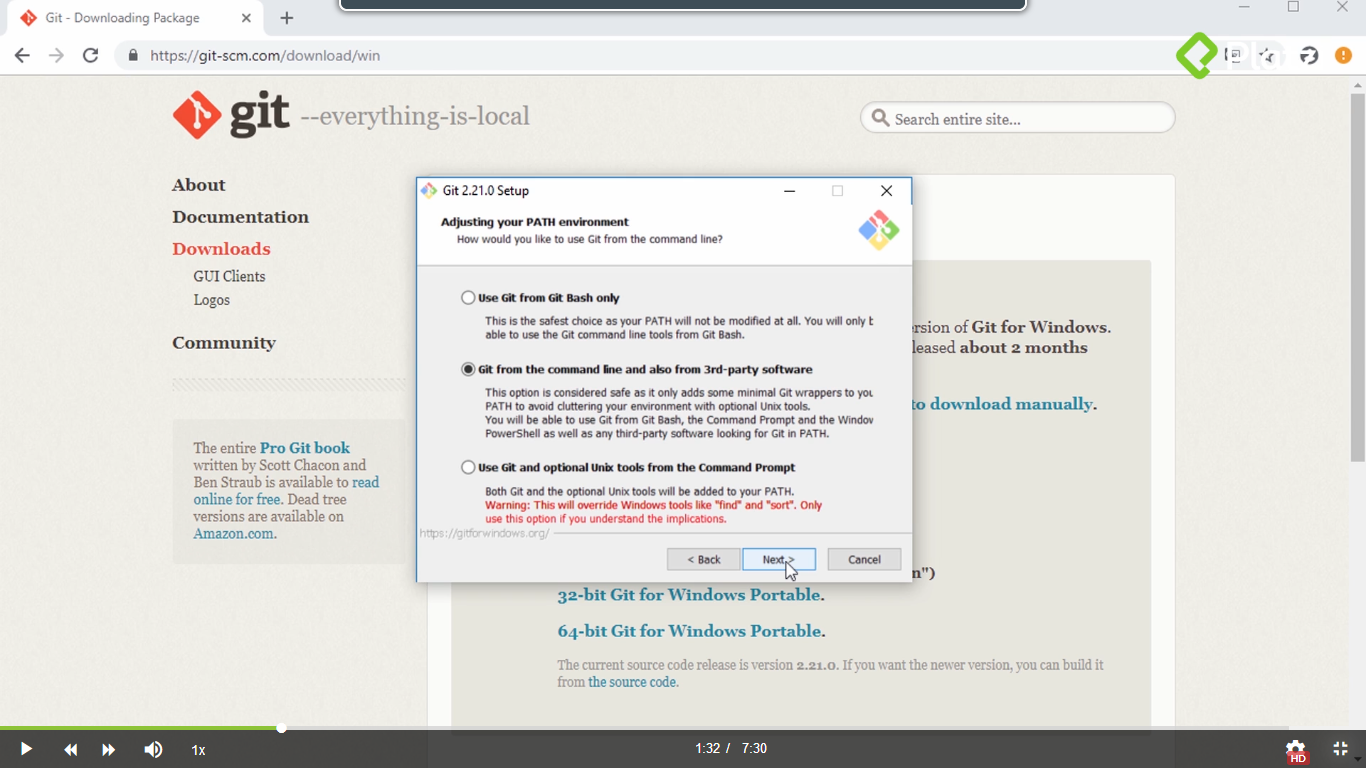 Git - Downloading Package
https://git-scm.com/download/win
git --everything-is-local
Search entire site...
About
Documentation
Downloads
GUI Clients
Logos
Community
The entire Pro Git book
written by Scott Chacon and
Ben Straub is available to read
online for free. Dead tree
versions are available on
Amazon.com.
Git 2.21.0 Setup
Adjusting your PATH environment
How would you like to use Git from the command line?
Use Git from Git Bash only
This is the safest choice as your PATH will not be modified at all. You will only
able to use the Git command line tools from Git Bash.
Git from the command line and also from 3rd-party software
This option is considered safe as it only adds some minimal Git wrappers to you
PATH to avoid cluttering your environment with optional Unix tools.
You will be able to use Git from Git Bash, the Command Prompt and the Window
PowerShell as well as any third-party software looking for Git in PATH.
Use Git and optional Unix tools from the Command Prompt
Both Git and the optional Unix tools will be added to your PATH.
Warning: This will override Windows tools like "find" and "sort". Only
use this option if you understand the implications.
https://gitforwindows.org/
< Back
Next >
Cancel
ersion of Git for Windows.
leased about 2 months
to download manually.
n")
32-bit Git for Windows Portable.
64-bit Git for Windows Portable.
The current source code release is version 2.21.0. If you want the newer version, you can build it
from the source code.
1x
1:32 / 7:30
HD